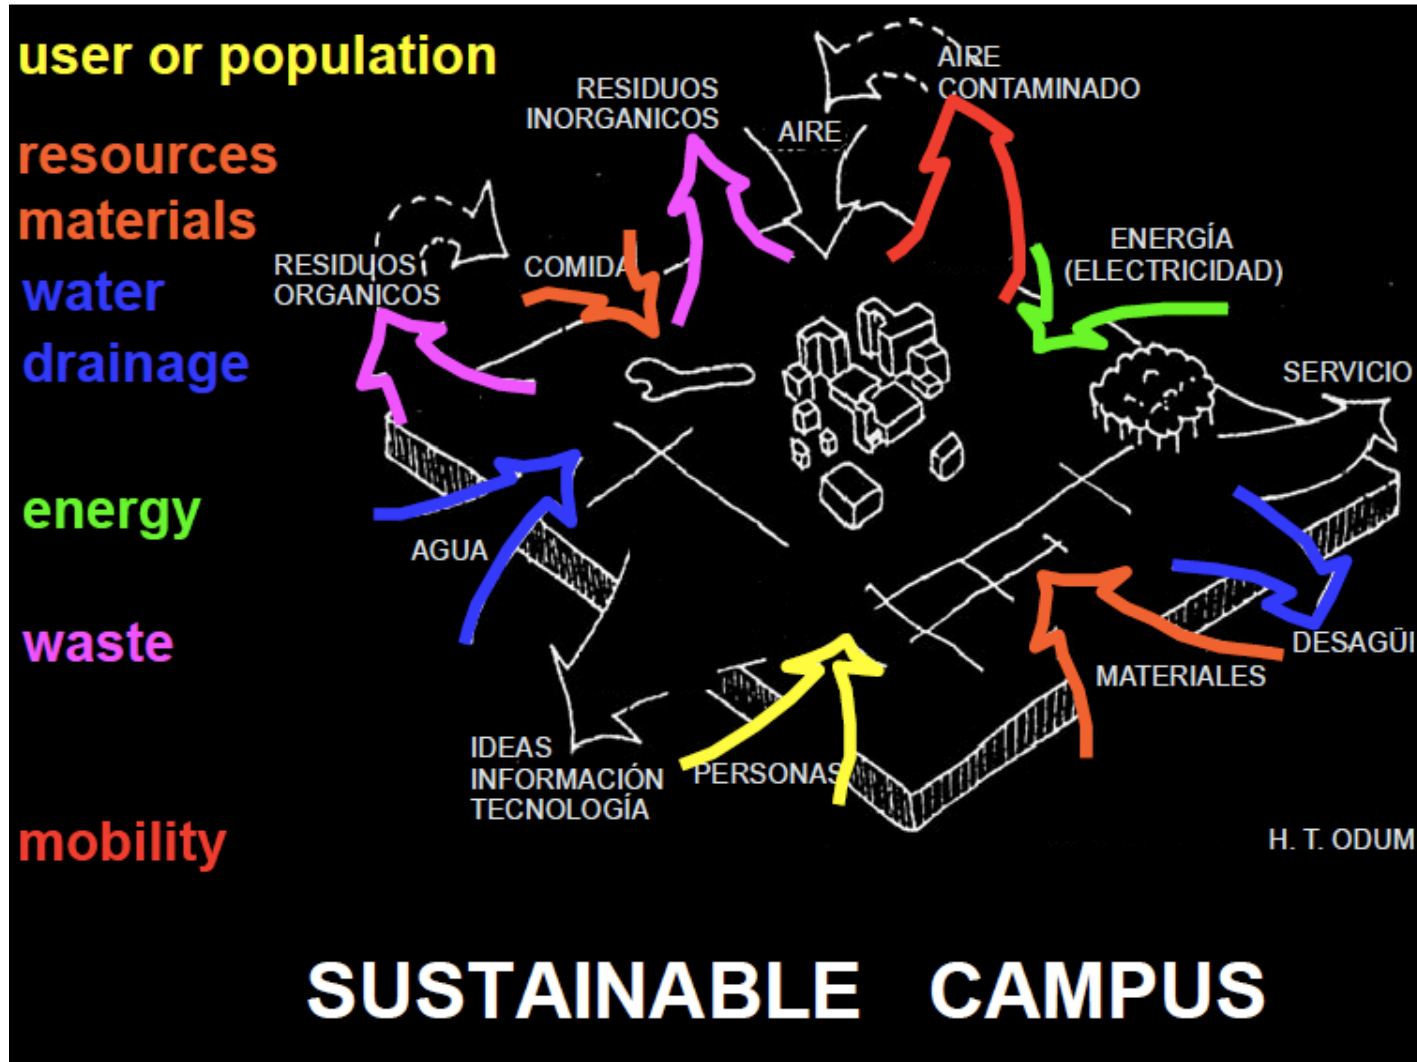 user or population
resources
materials
water
drainage
energy
waste
mobility
AIRE
CONTAMINADO
RESIDUOS
INORGANICOS
AIRE
RESIDUOS
ORGANICOS
COMIDA
ENERGÍA
(ELECTRICIDAD)
SERVICIO
AGUA
DESAGÜI
MATERIALES
IDEAS
INFORMACIÓN
TECNOLOGÍA
PERSONAS
H. T. ODUM
SUSTAINABLE CAMPUS